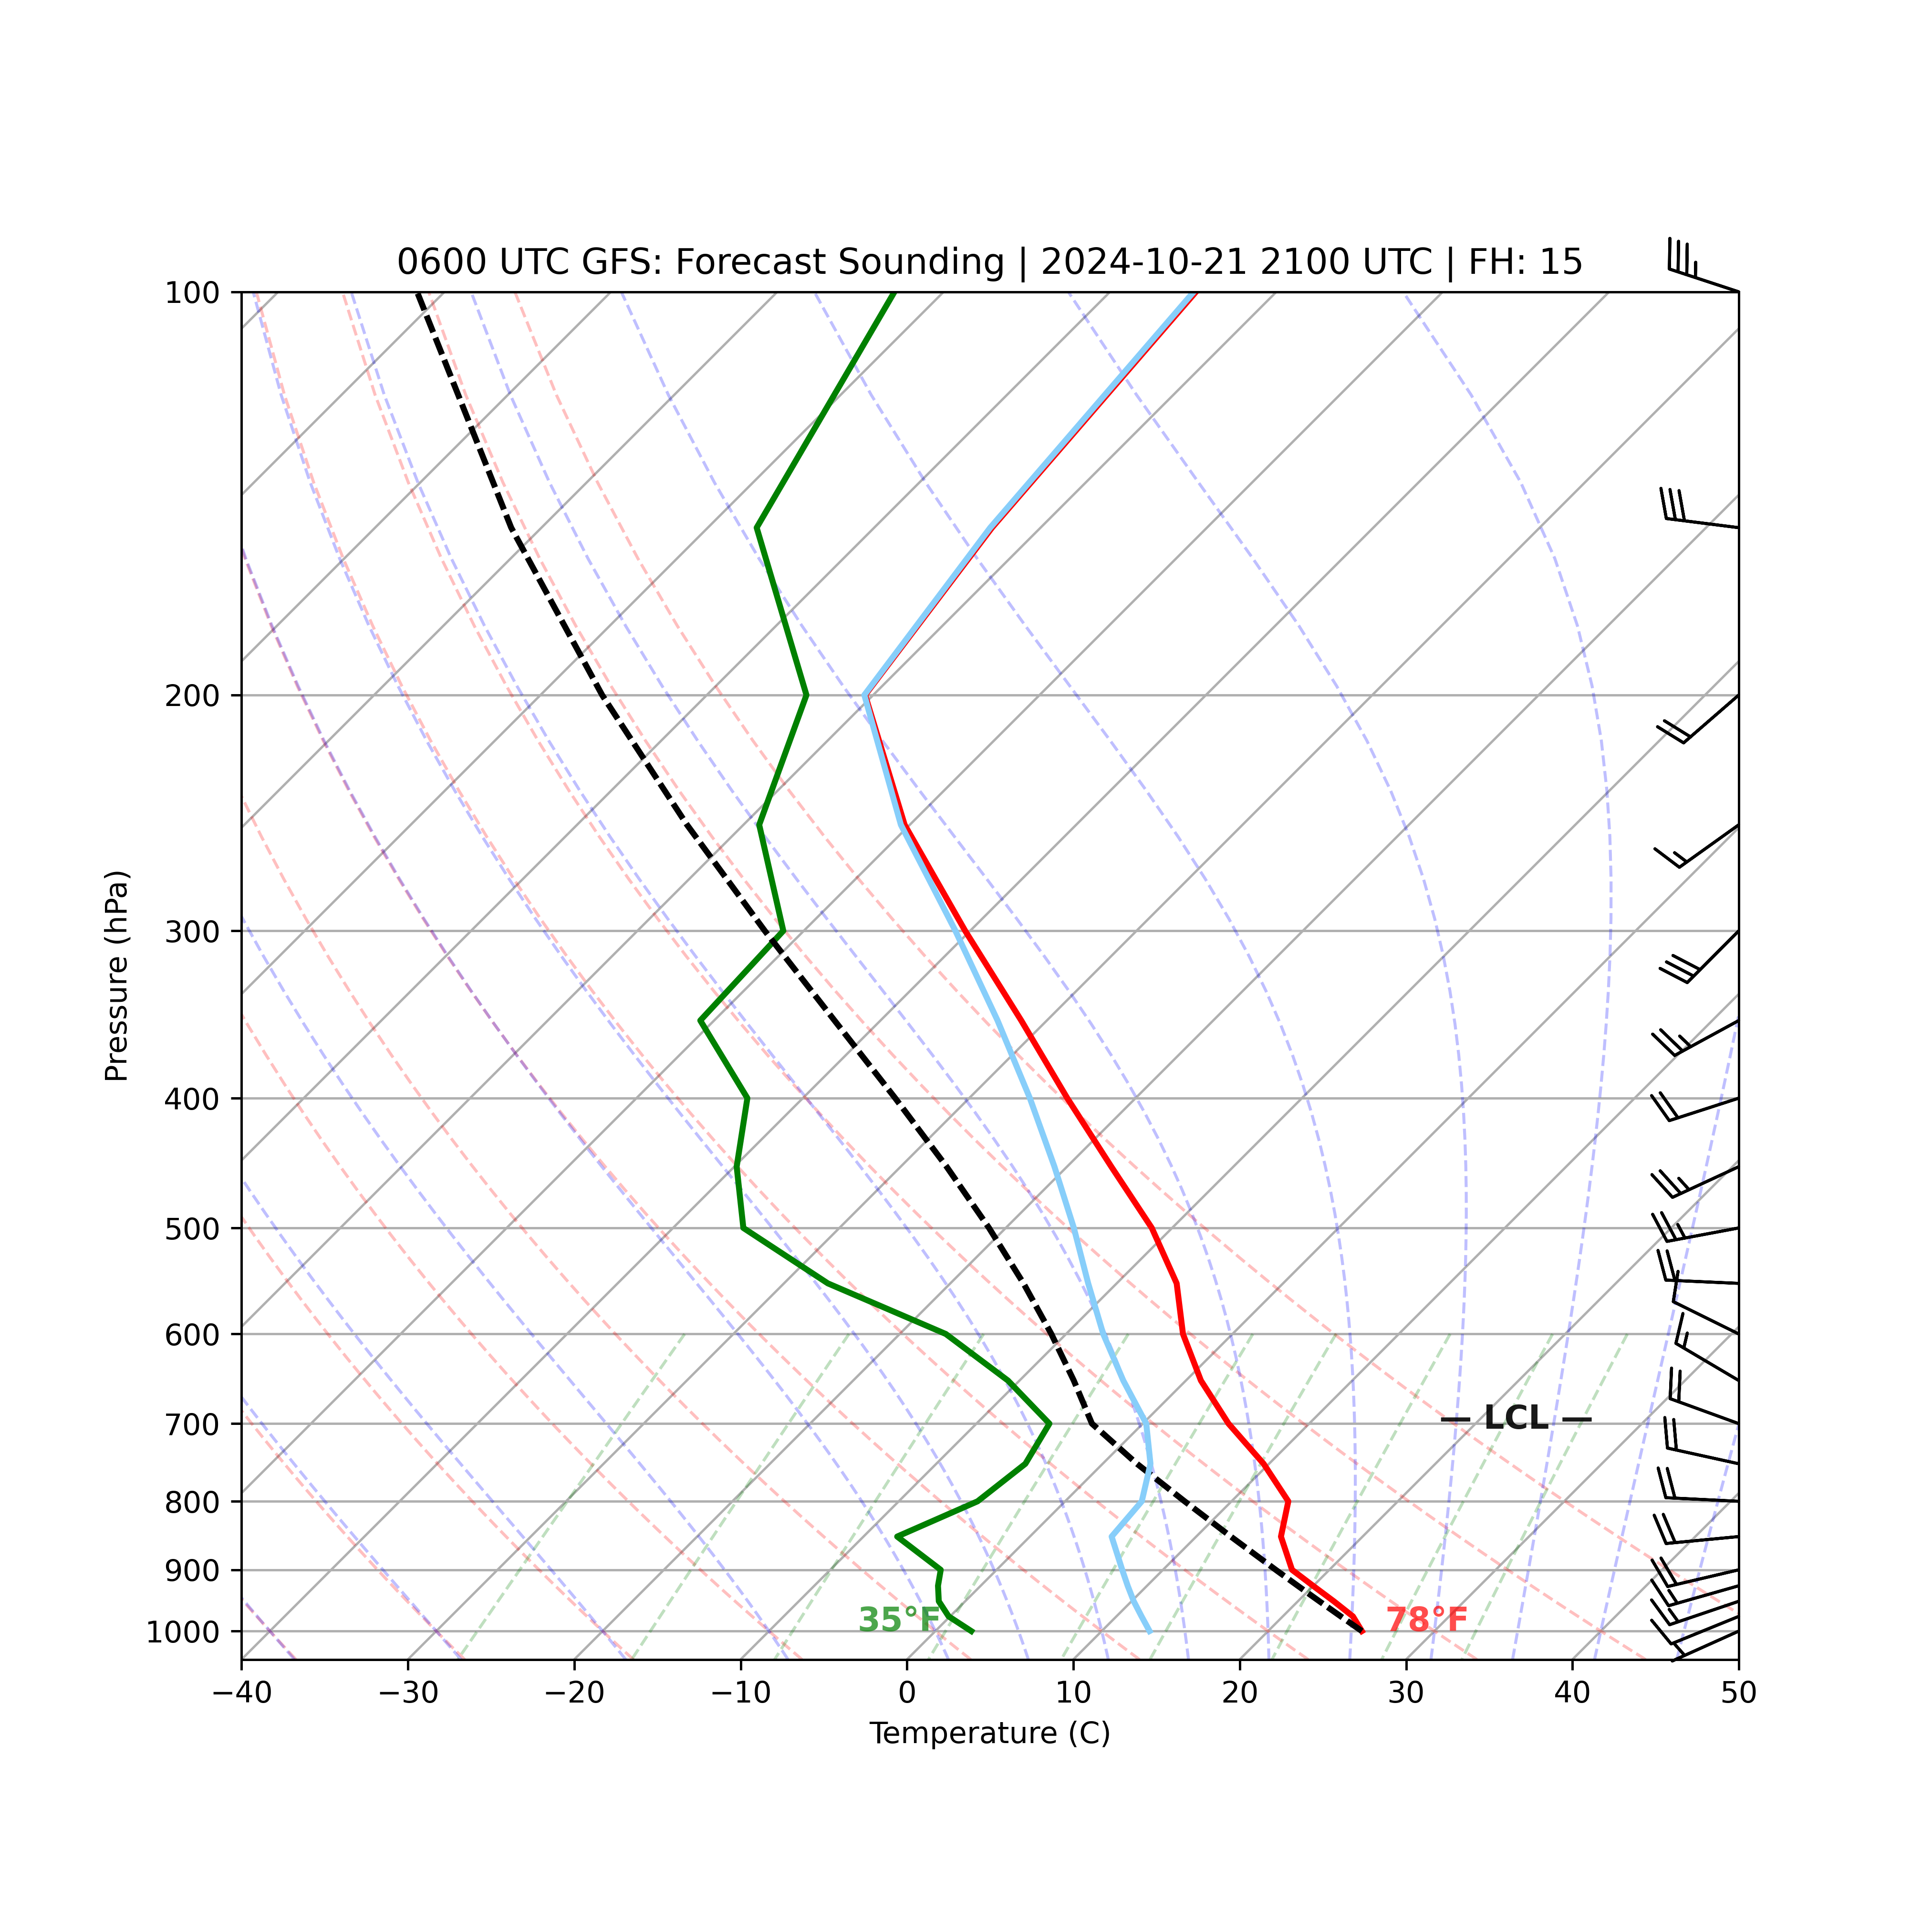 0600 UTC GFS: Forecast Sounding | 2024-10-21 2100 UTC | FH: 15
100
200
300
400
500
600
700
800
900
1000
Pressure (hPa)
— LCL —
35°F
78°F
−40 −30 −20 −10 0 10 20 30 40 50
Temperature (C)